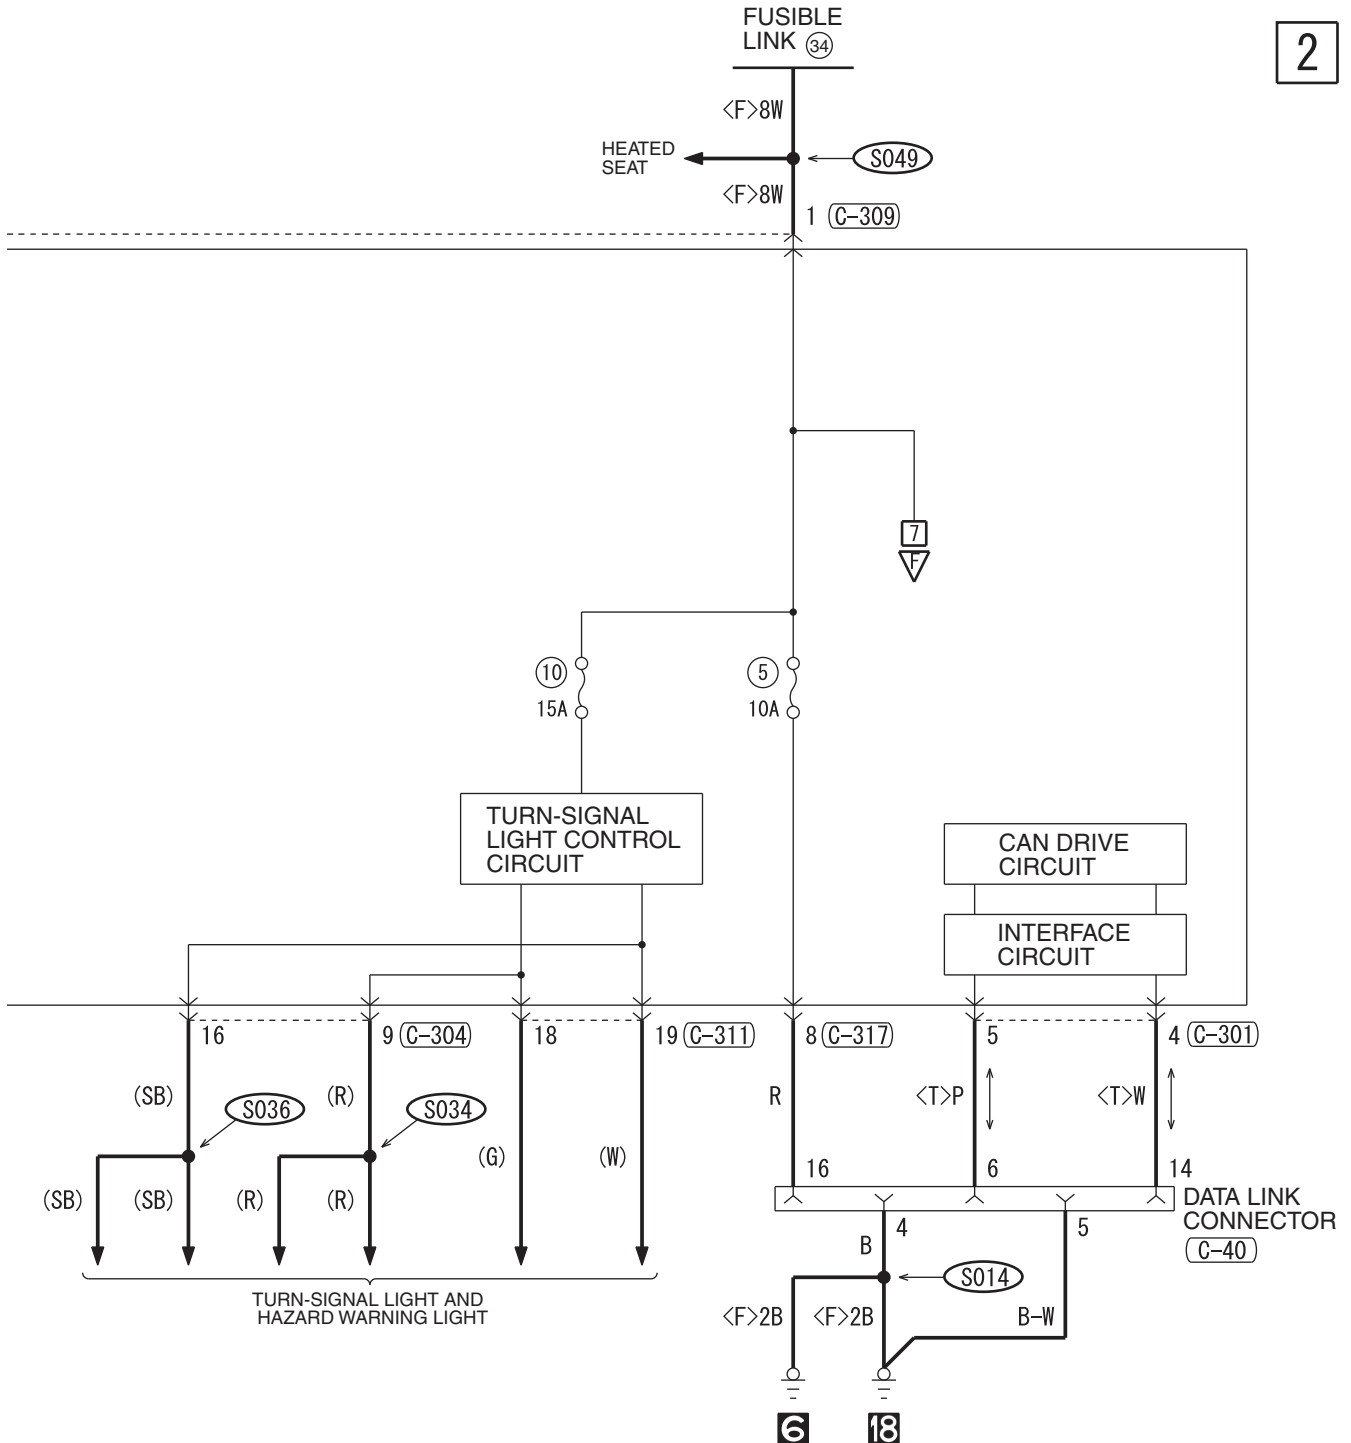 FUSIBLE
LINK 34
2
<F>8W
HEATED
SEAT
S049
<F>8W
1 C-309
7
F
10
15A
5
10A
TURN-SIGNAL
LIGHT CONTROL
CIRCUIT
CAN DRIVE
CIRCUIT
INTERFACE
CIRCUIT
16
9 C-304
18
19 C-311
8 C-317
5
4 C-301
(SB)
S036
(R)
S034
R
<T>P
<T>W
(G)
(W)
16
6
14
(SB)
(SB)
(R)
(R)
DATA LINK
CONNECTOR
C-40
4
5
B
S014
TURN-SIGNAL LIGHT AND
HAZARD WARNING LIGHT
<F>2B
<F>2B
B-W
6
18